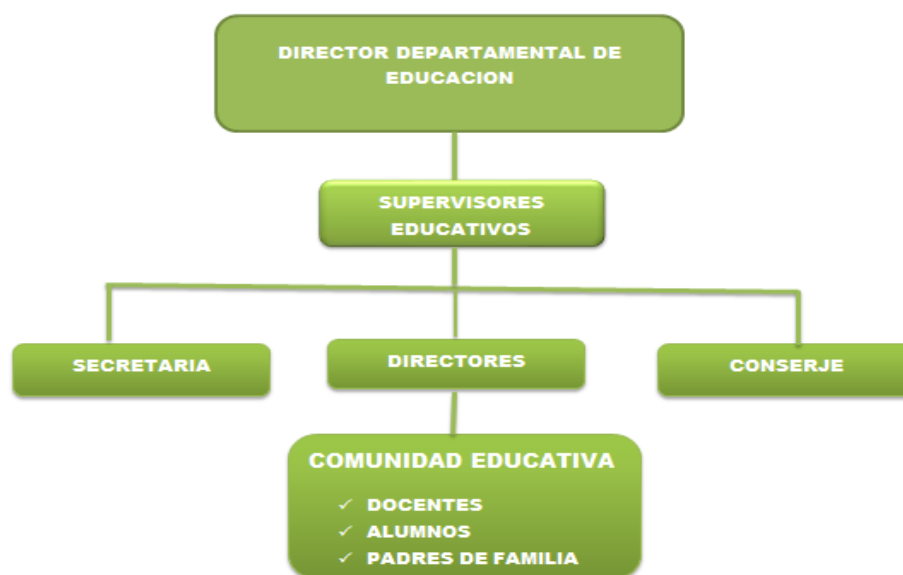 DIRECTOR DEPARTAMENTAL DE
EDUCACION
SUPERVISORES
EDUCATIVOS
SECRETARIA
DIRECTORES
CONSERJE
COMUNIDAD EDUCATIVA
✓ DOCENTES
✓ ALUMNOS
✓ PADRES DE FAMILIA